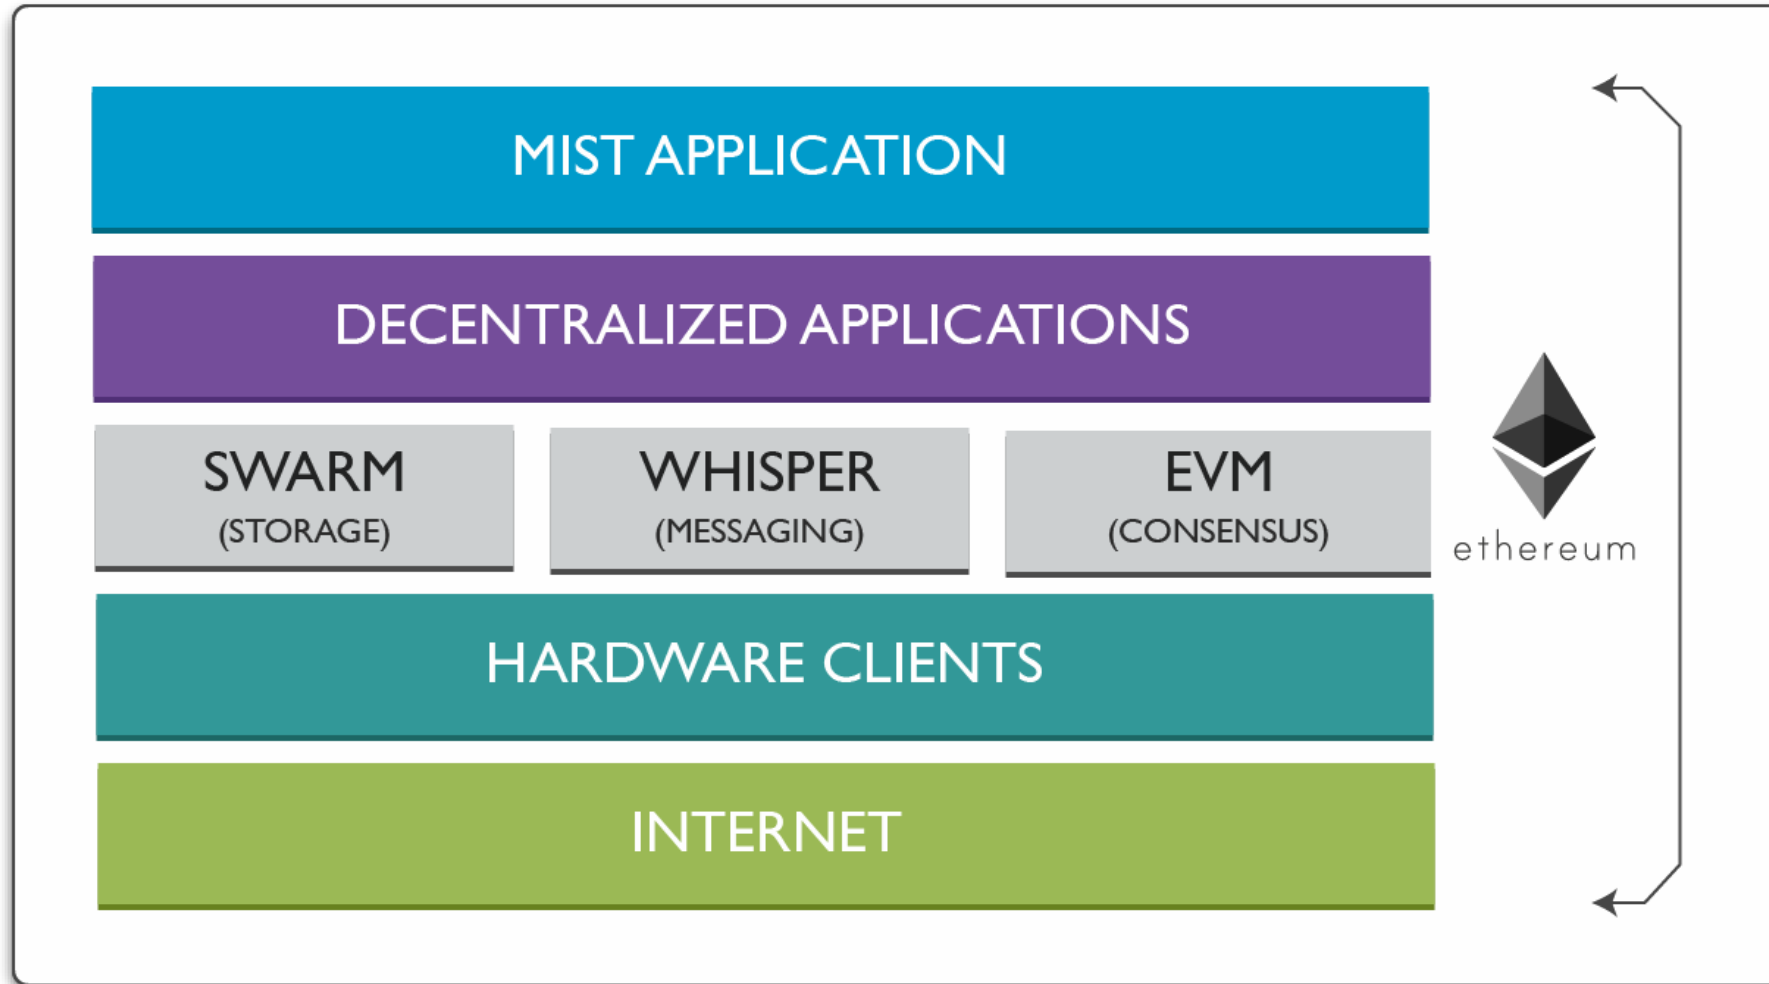 MIST APPLICATION
DECENTRALIZED APPLICATIONS
SWARM
(STORAGE)
WHISPER
(MESSAGING)
EVM
(CONSENSUS)
ethereum
HARDWARE CLIENTS
INTERNET